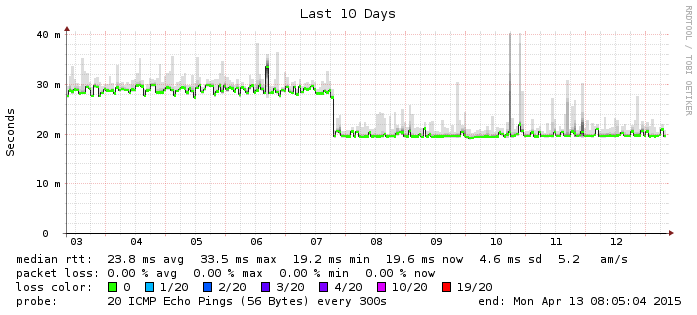 Last 10 Days
RRDTOOL / TOBI OETIKER
Seconds
40 m
30 m
20 m
10 m
0
03 04 05 06 07 08 09 10 11 12
median rtt: 23.8 ms avg 33.5 ms max 19.2 ms min 19.6 ms now 4.6 ms sd 5.2 am/s
packet loss: 0.00 % avg 0.00 % max 0.00 % min 0.00 % now
loss color: 0 1/20 2/20 3/20 4/20 10/20 19/20
probe: 20 ICMP Echo Pings (56 Bytes) every 300s end: Mon Apr 13 08:05:04 2015